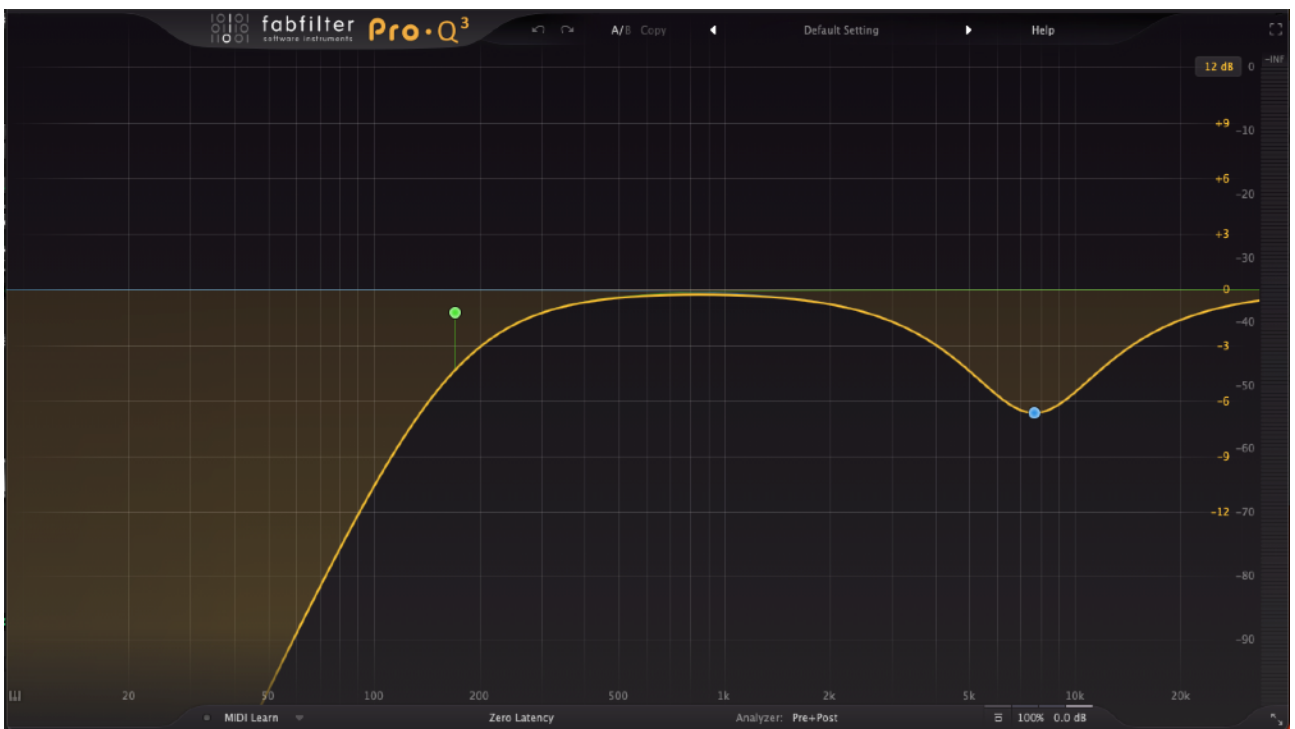 fabfilter Pro·Q³ A/B Copy Default Setting Help
software instruments
12 dB 0 -INF
+9 -10
+6 -20
+3 -30
0 -40
-3 -50
-6 -60
-9 -70
-12 -80
-90
20 50 100 200 500 1k 2k 5k 10k 20k
MIDI Learn Zero Latency Analyzer: Pre+Post 100% 0.0 dB